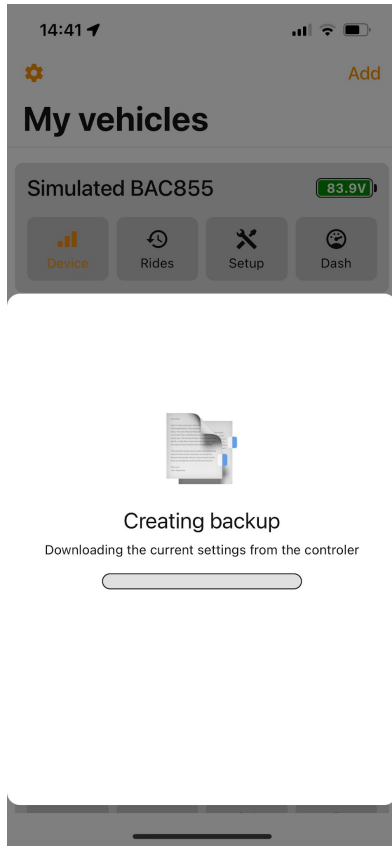 14:41
Add
My vehicles
Simulated BAC855
83.9V
Device Rides Setup Dash
Creating backup
Downloading the current settings from the controler